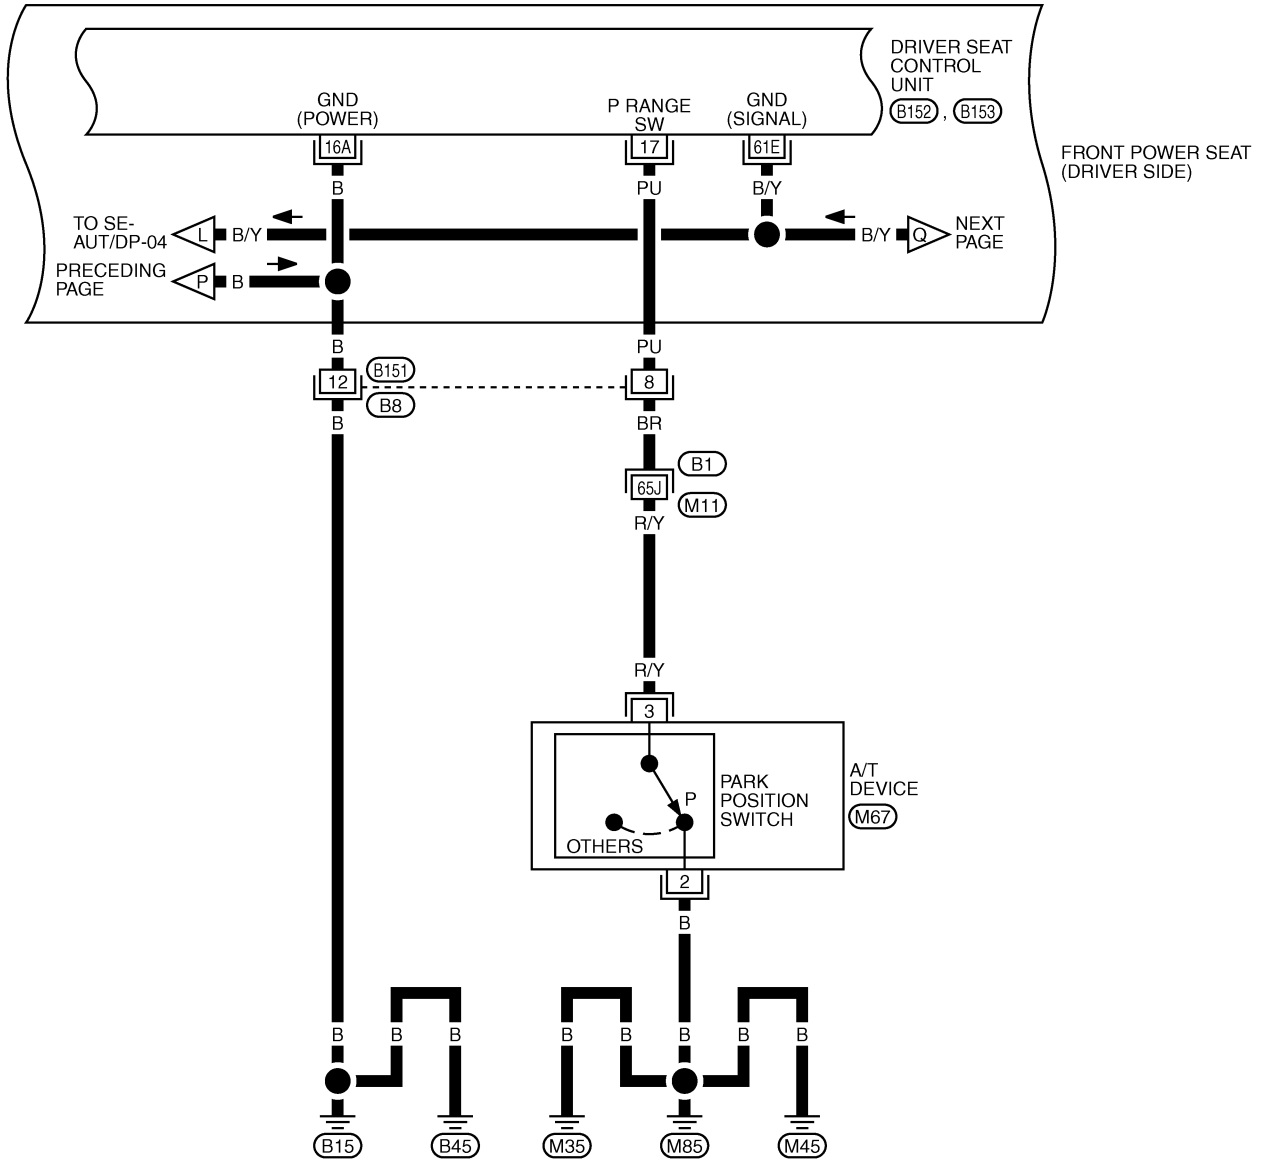 DRIVER SEAT
CONTROL
UNIT
B152 , B153
GND
(POWER)
P RANGE
SW
GND
(SIGNAL)
16A
17
61E
FRONT POWER SEAT
(DRIVER SIDE)
B
PU
B/Y
TO SE-
AUT/DP-04
L
B/Y
B/Y
Q
NEXT
PAGE
PRECEDING
PAGE
P
B
B
PU
12
B151
B8
8
B
BR
B1
65J
M11
R/Y
R/Y
3
A/T
DEVICE
M67
PARK
POSITION
SWITCH
P
OTHERS
2
B
B
B
B
B
B
B
B
B
B15
B45
M35
M85
M45